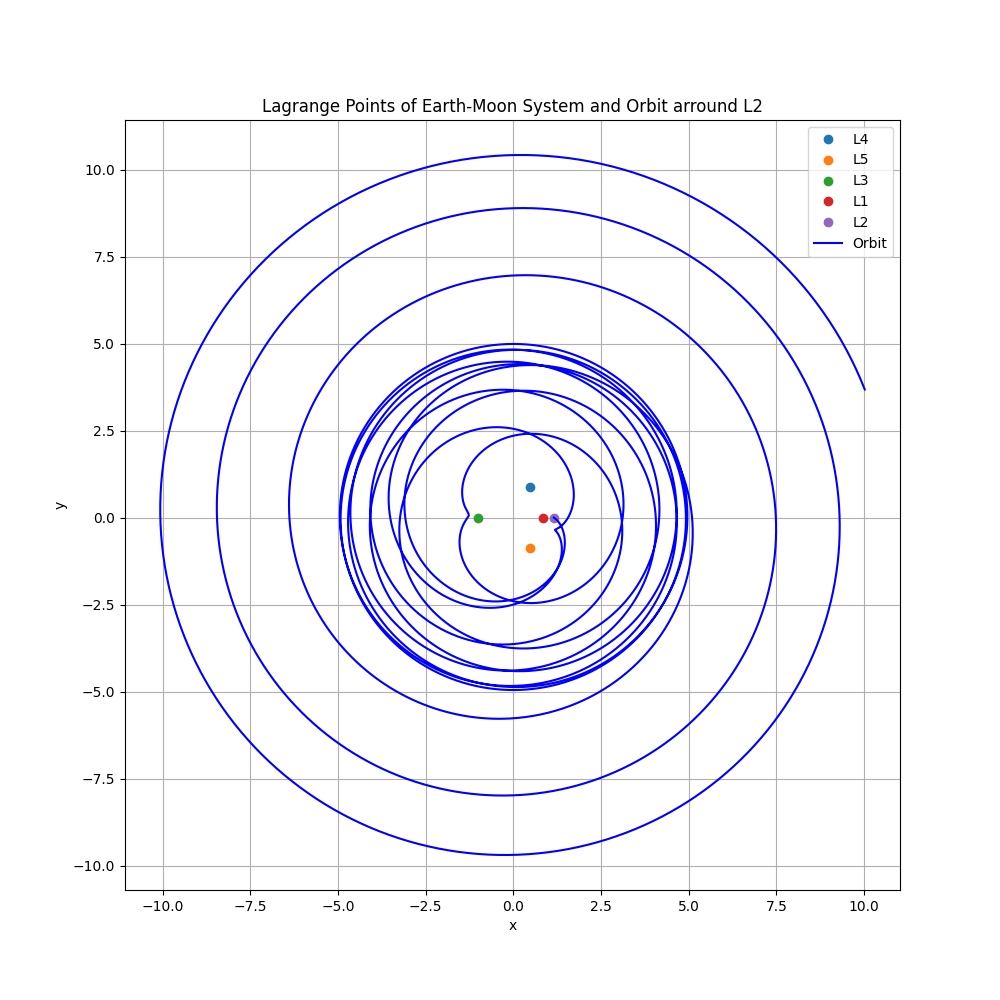 Lagrange Points of Earth-Moon System and Orbit arround L2
L4
L5
L3
L1
L2
Orbit
10.0
7.5
5.0
2.5
0.0
−2.5
−5.0
−7.5
−10.0
y
−10.0 −7.5 −5.0 −2.5 0.0 2.5 5.0 7.5 10.0
x